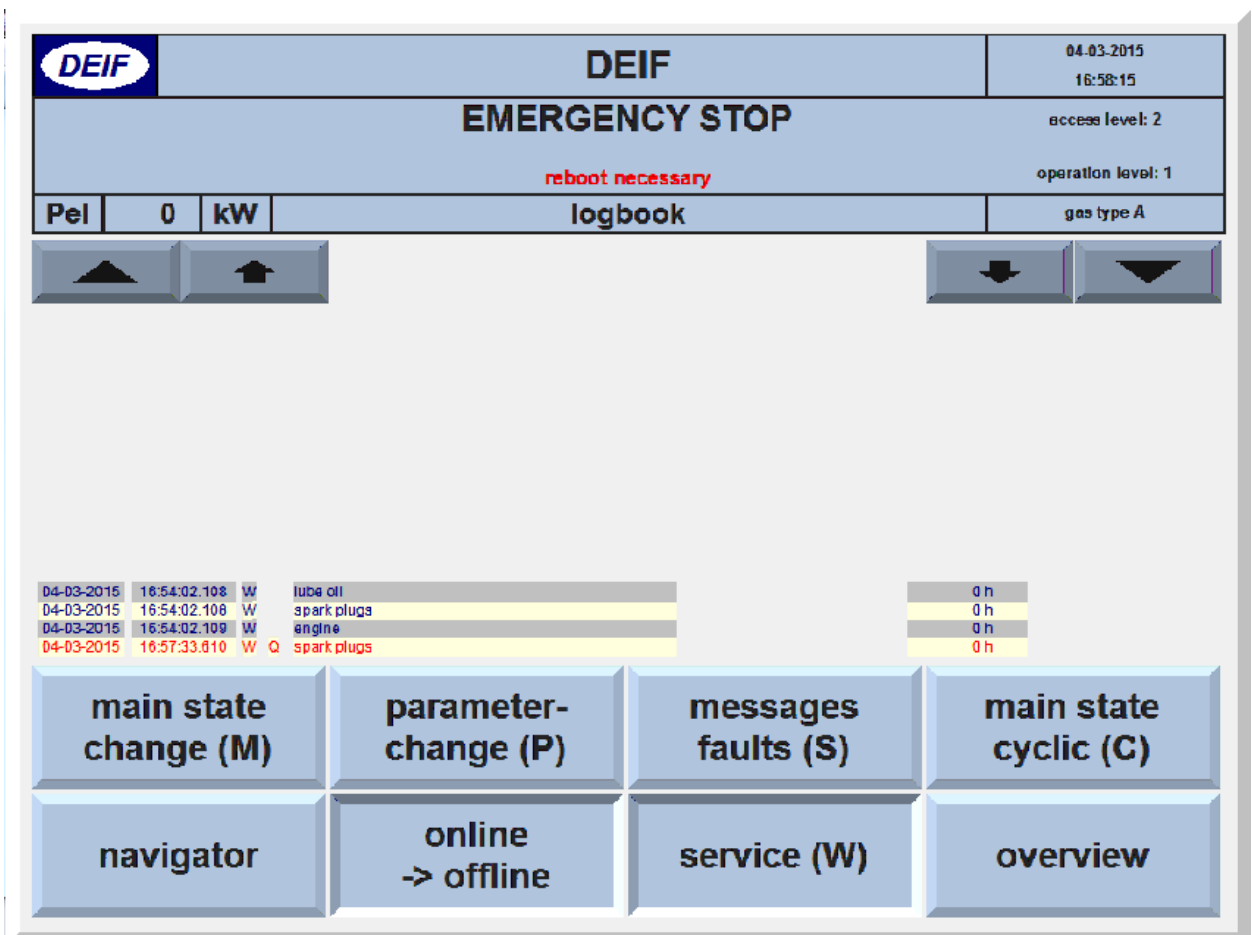 DEIF
DEIF
04-03-2015
16:58:15
EMERGENCY STOP
access level: 2
reboot necessary
operation level: 1
Pel 0 kW logbook gas type A
04-03-2015 16:54:02.108 W lube oil 0 h
04-03-2015 16:54:02.108 W spark plugs 0 h
04-03-2015 16:54:02.109 W engine 0 h
04-03-2015 16:57:33.610 W Q spark plugs 0 h
main state
change (M)
parameter-
change (P)
messages
faults (S)
main state
cyclic (C)
navigator
online
-> offline
service (W)
overview